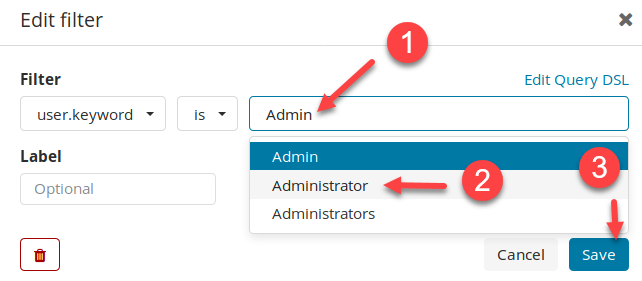 Edit filter
1
Filter
Edit Query DSL
user.keyword is Admin
Label
Admin
3
Optional
Administrator
2
Administrators
Cancel Save